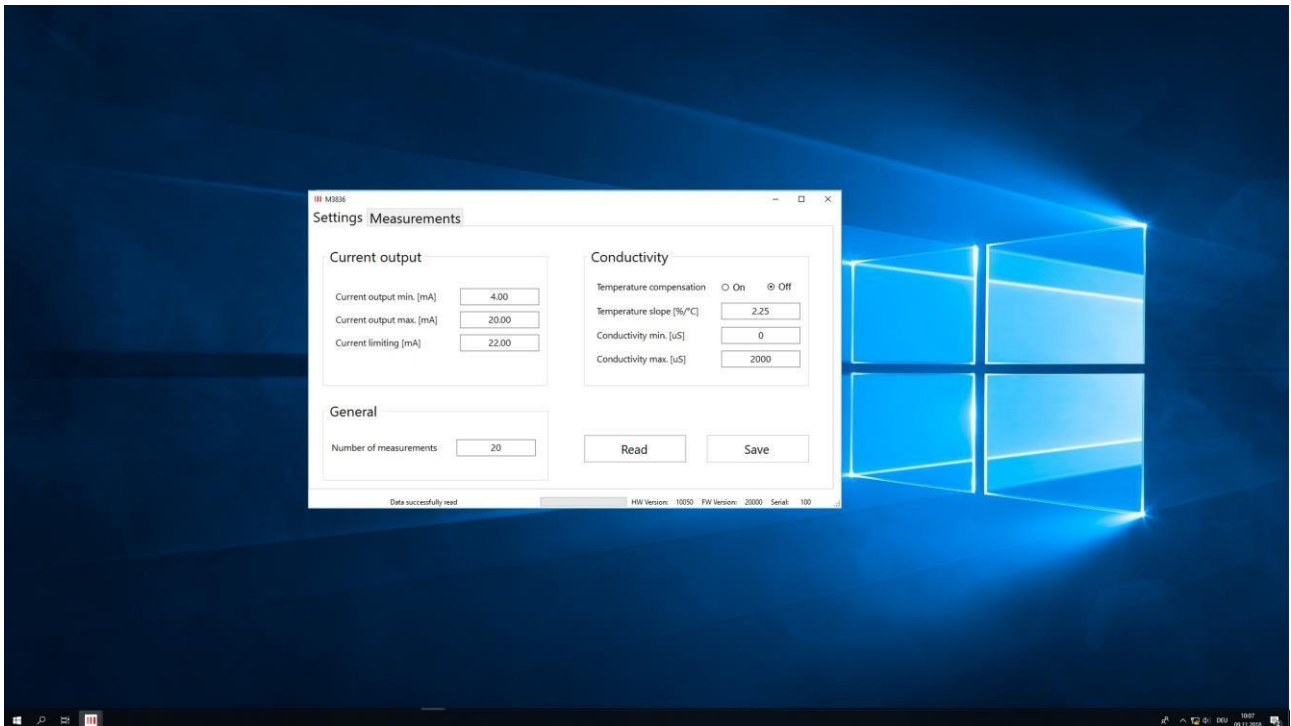 M3836
Settings Measurements
Current output
Current output min. [mA] 4.00
Current output max. [mA] 20.00
Current limiting [mA] 22.00
Conductivity
Temperature compensation On Off
Temperature slope [%/°C] 2.25
Conductivity min. [uS] 0
Conductivity max. [uS] 2000
General
Number of measurements 20
Read Save
Data successfully read HW Version: 10050 FW Version: 20000 Serial: 100
DEU 10:07
09.11.2018